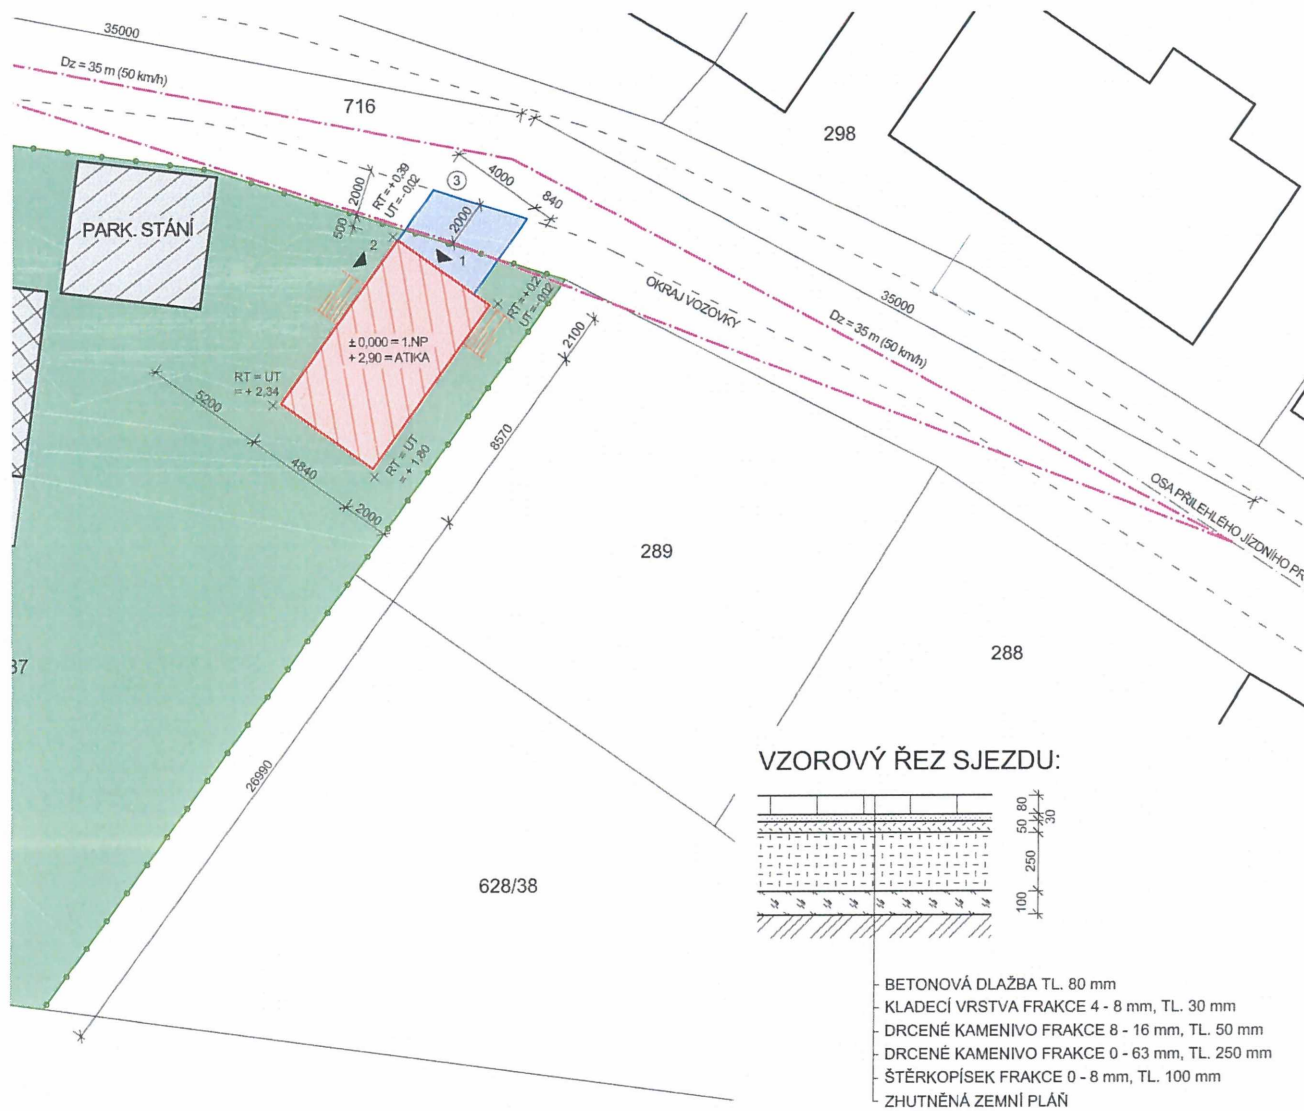 35000
Dz = 35 m (50 km/h)
716
298
RT = + 0,39
UT = - 0,02
3
4000
840
2000
500
2000
2
1
PARK. STÁNÍ
OKRAJ VOZOVKY
35000
Dz = 35 m (50 km/h)
UT = - 0,02
± 0,000 = 1.NP
+ 2,90 = ATIKA
2100
RT = UT
= + 2,34
5200
8570
RT = UT
= + 1,80
4840
2000
OSA PŘILEHLÉHO JÍZDNÍHO PR
289
288
37
26990
628/38
VZOROVÝ ŘEZ SJEZDU:
80
30
50
250
100
BETONOVÁ DLAŽBA TL. 80 mm
KLADECÍ VRSTVA FRAKCE 4 - 8 mm, TL. 30 mm
DRCENÉ KAMENIVO FRAKCE 8 - 16 mm, TL. 50 mm
DRCENÉ KAMENIVO FRAKCE 0 - 63 mm, TL. 250 mm
ŠTĚRKOPÍSEK FRAKCE 0 - 8 mm, TL. 100 mm
ZHUTNĚNÁ ZEMNÍ PLÁŇ